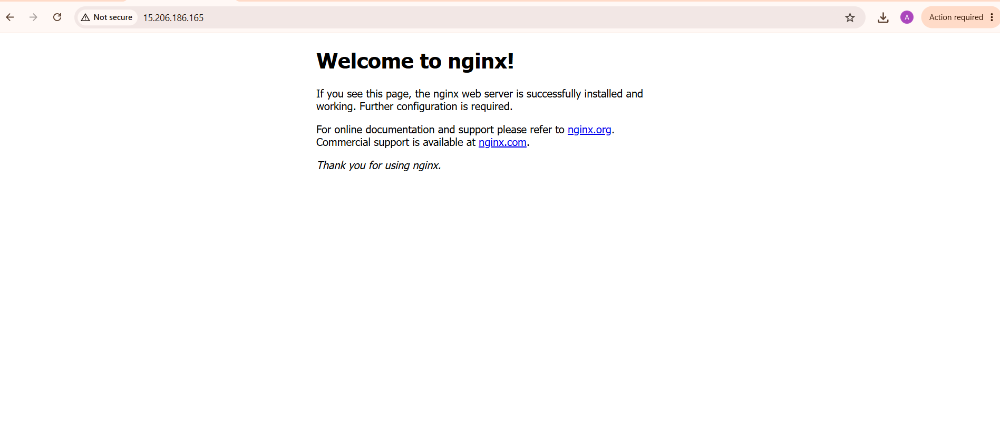 Not secure 15.206.186.165 A Action required
Welcome to nginx!
If you see this page, the nginx web server is successfully installed and
working. Further configuration is required.
For online documentation and support please refer to nginx.org.
Commercial support is available at nginx.com.
Thank you for using nginx.